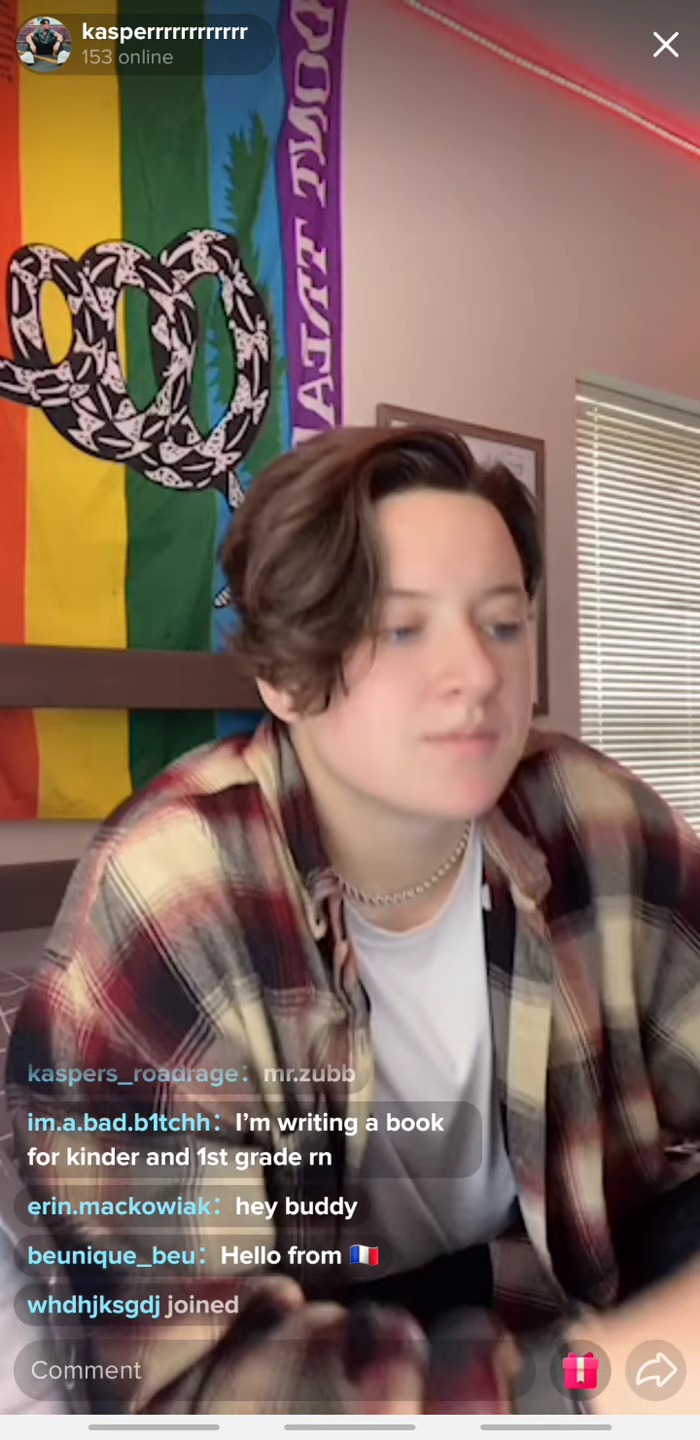 kasperrrrrrrrrrrr
153 online
kaspers_roadrage: mr.zubb
im.a.bad.b1tchh: I'm writing a book
for kinder and 1st grade rn
erin.mackowiak: hey buddy
beunique_beu: Hello from 🇫🇷
whdhjksgdj joined
Comment